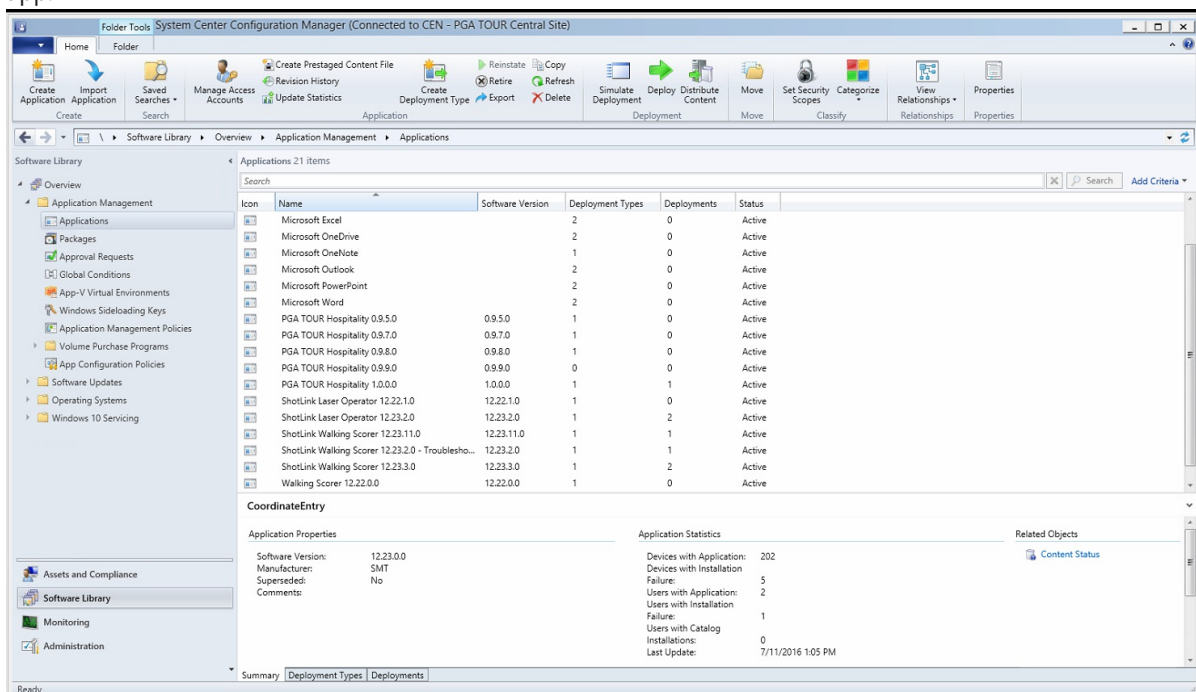 Folder Tools System Center Configuration Manager (Connected to CEN - PGA TOUR Central Site)
Home Folder
Create Application
Import Application
Saved Searches
Manage Access Accounts
Create Prestaged Content File
Revision History
Update Statistics
Create Deployment Type
Reinstate Copy
Retire Refresh
Export Delete
Simulate Deployment
Deploy
Distribute Content
Move
Set Security Scopes
Categorize
View Relationships
Properties
Create Search Application Deployment Move Classify Relationships Properties
\ Software Library Overview Application Management Applications
Software Library
Overview
Application Management
Applications
Packages
Approval Requests
Global Conditions
App-V Virtual Environments
Windows Sideloading Keys
Application Management Policies
Volume Purchase Programs
App Configuration Policies
Software Updates
Operating Systems
Windows 10 Servicing
Assets and Compliance
Software Library
Monitoring
Administration
Applications 21 items
Search Search Add Criteria
Icon Name Software Version Deployment Types Deployments Status
Microsoft Excel 2 0 Active
Microsoft OneDrive 2 0 Active
Microsoft OneNote 1 0 Active
Microsoft Outlook 2 0 Active
Microsoft PowerPoint 2 0 Active
Microsoft Word 2 0 Active
PGA TOUR Hospitality 0.9.5.0 0.9.5.0 1 0 Active
PGA TOUR Hospitality 0.9.7.0 0.9.7.0 1 0 Active
PGA TOUR Hospitality 0.9.8.0 0.9.8.0 1 0 Active
PGA TOUR Hospitality 0.9.9.0 0.9.9.0 0 0 Active
PGA TOUR Hospitality 1.0.0.0 1.0.0.0 1 1 Active
ShotLink Laser Operator 12.22.1.0 12.22.1.0 1 0 Active
ShotLink Laser Operator 12.23.2.0 12.23.2.0 1 2 Active
ShotLink Walking Scorer 12.23.11.0 12.23.11.0 1 1 Active
ShotLink Walking Scorer 12.23.2.0 - Troublesho... 12.23.2.0 1 1 Active
ShotLink Walking Scorer 12.23.3.0 12.23.3.0 1 2 Active
Walking Scorer 12.22.0.0 12.22.0.0 1 0 Active
CoordinateEntry
Application Properties
Software Version: 12.23.0.0
Manufacturer: SMT
Superseded: No
Comments:
Application Statistics
Devices with Application: 202
Devices with Installation
Failure: 5
Users with Application: 2
Users with Installation
Failure: 1
Users with Catalog
Installations: 0
Last Update: 7/11/2016 1:05 PM
Related Objects
Content Status
Summary Deployment Types Deployments
Ready